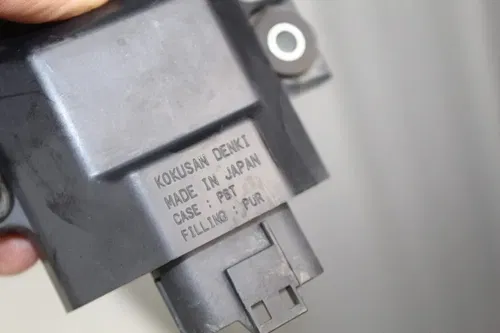 KOKUSAN DENKI
MADE IN JAPAN
CASE : PBT
FILLING : PUR